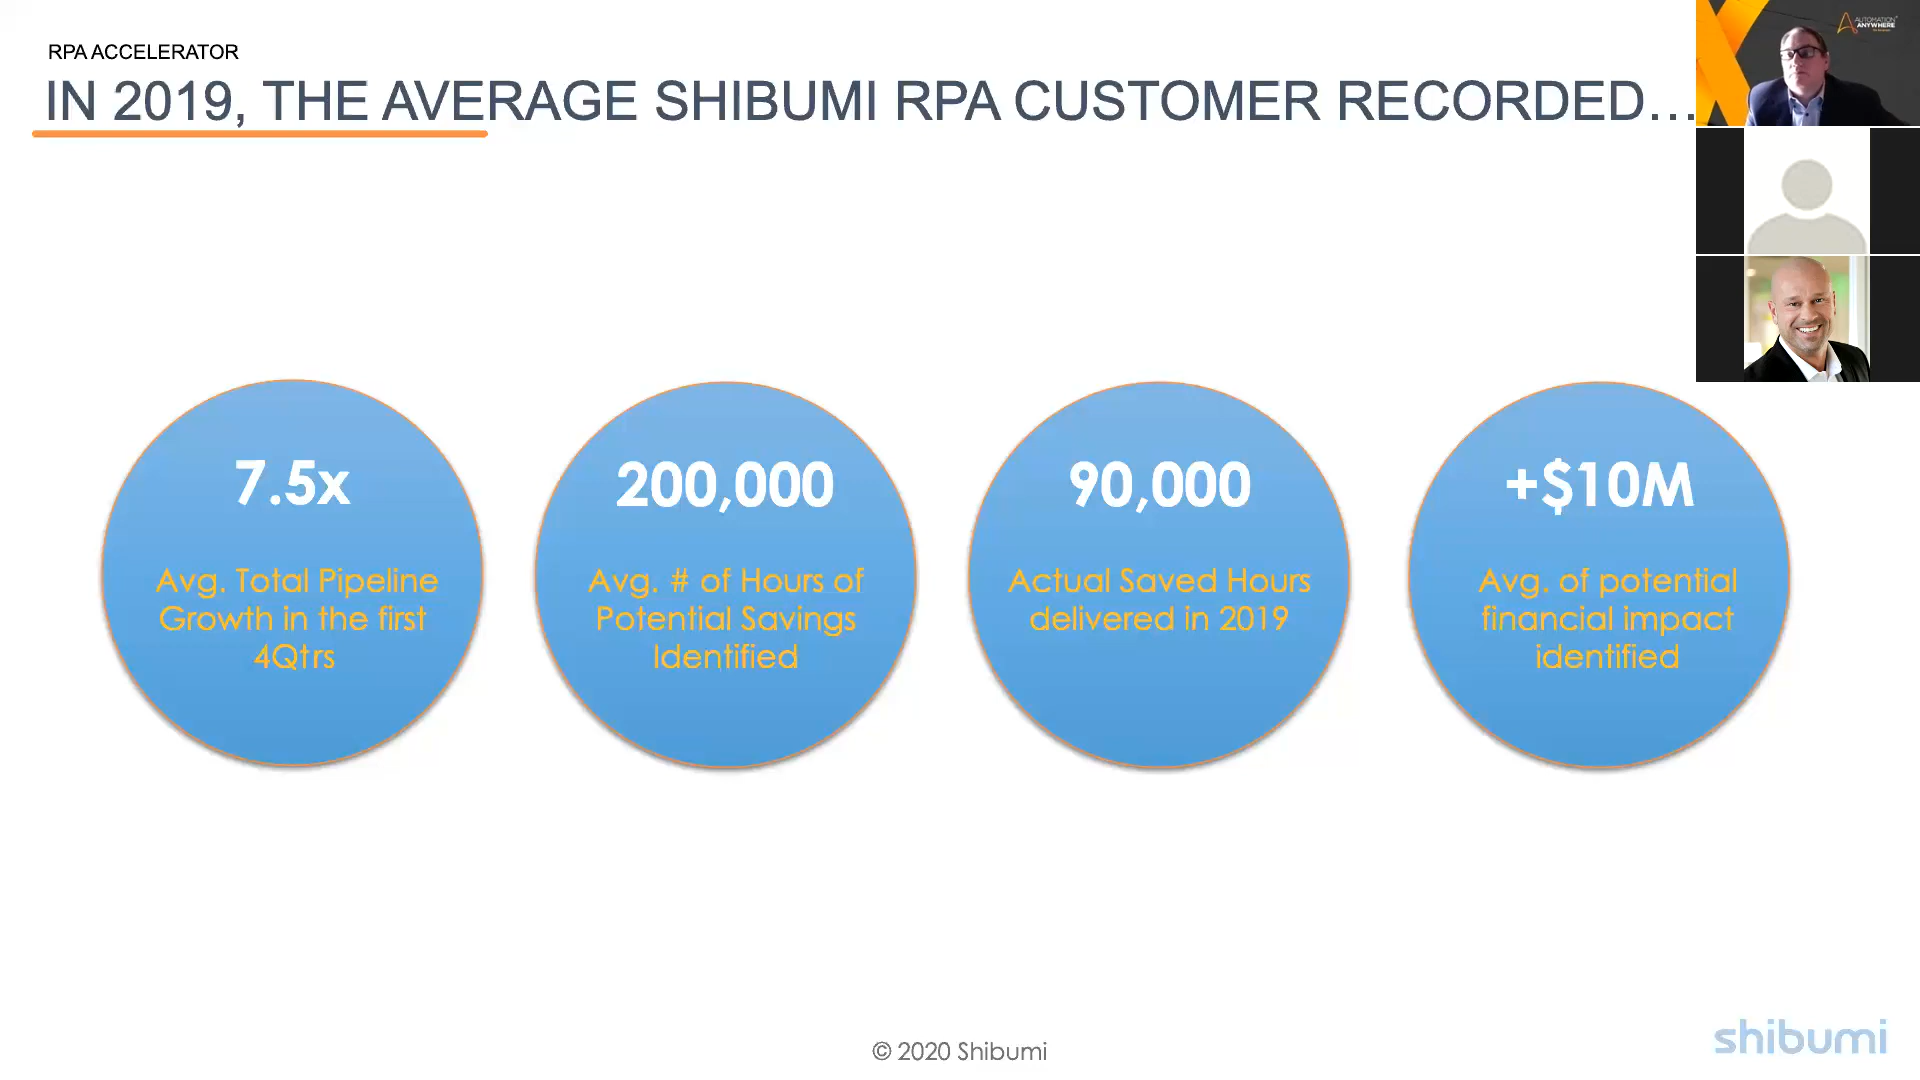 RPA ACCELERATOR
IN 2019, THE AVERAGE SHIBUMI RPA CUSTOMER RECORDED…
AUTOMATION
ANYWHERE
7.5x
Avg. Total Pipeline
Growth in the first
4Qtrs
200,000
Avg. # of Hours of
Potential Savings
Identified
90,000
Actual Saved Hours
delivered in 2019
+$10M
Avg. of potential
financial impact
identified
© 2020 Shibumi
shibumi